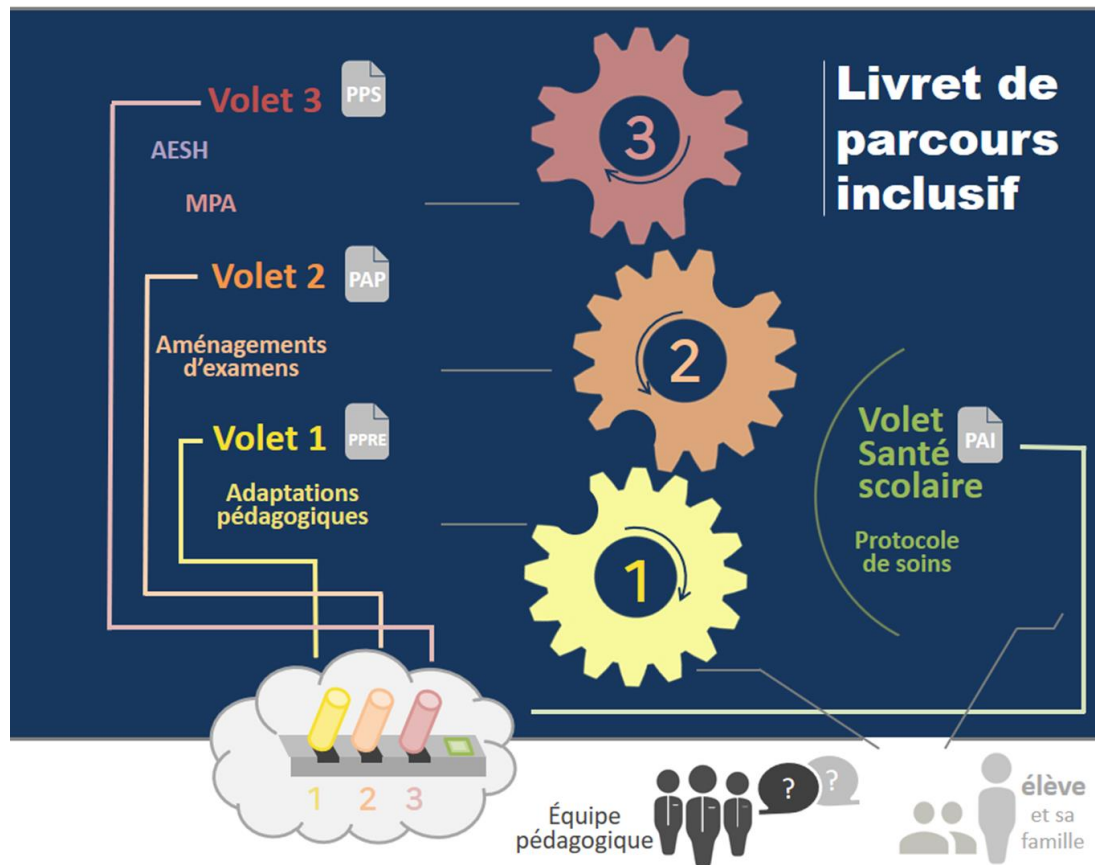 Livret de
parcours
inclusif
Volet 3
PPS
AESH
MPA
3
Volet 2
PAP
Aménagements
d'examens
2
Volet 1
PPRE
Adaptations
pédagogiques
1
Volet
Santé
scolaire
PAI
Protocole
de soins
1 2 3
Équipe
pédagogique
? ?
élève
et sa
famille